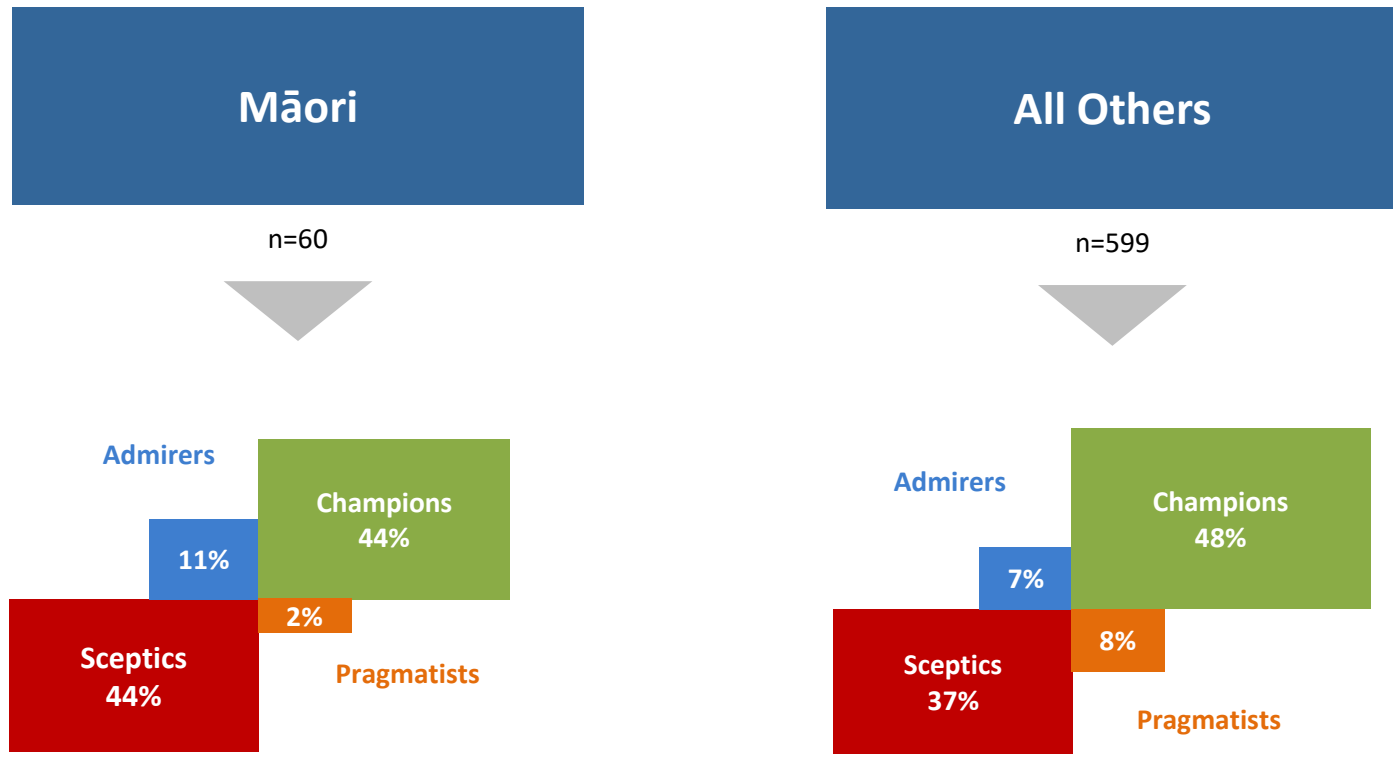 Māori
n=60
Admirers
Champions
44%
11%
2%
Sceptics
44%
Pragmatists
All Others
n=599
Admirers
Champions
48%
7%
8%
Sceptics
37%
Pragmatists